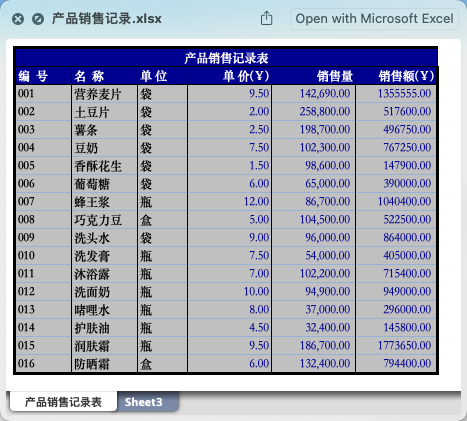 产品销售记录.xlsx Open with Microsoft Excel
产品销售记录表
编 号 名 称 单 位 单 价(¥) 销售量 销售额(¥)
001 营养麦片 袋 9.50 142,690.00 1355555.00
002 土豆片 袋 2.00 258,800.00 517600.00
003 薯条 袋 2.50 198,700.00 496750.00
004 豆奶 袋 7.50 102,300.00 767250.00
005 香酥花生 袋 1.50 98,600.00 147900.00
006 葡萄糖 袋 6.00 65,000.00 390000.00
007 蜂王浆 瓶 12.00 86,700.00 1040400.00
008 巧克力豆 盒 5.00 104,500.00 522500.00
009 洗头水 袋 9.00 96,000.00 864000.00
010 洗发膏 瓶 7.50 54,000.00 405000.00
011 沐浴露 瓶 7.00 102,200.00 715400.00
012 洗面奶 瓶 10.00 94,900.00 949000.00
013 啫哩水 瓶 8.00 37,000.00 296000.00
014 护肤油 瓶 4.50 32,400.00 145800.00
015 润肤霜 瓶 9.50 186,700.00 1773650.00
016 防晒霜 盒 6.00 132,400.00 794400.00
产品销售记录表 Sheet3